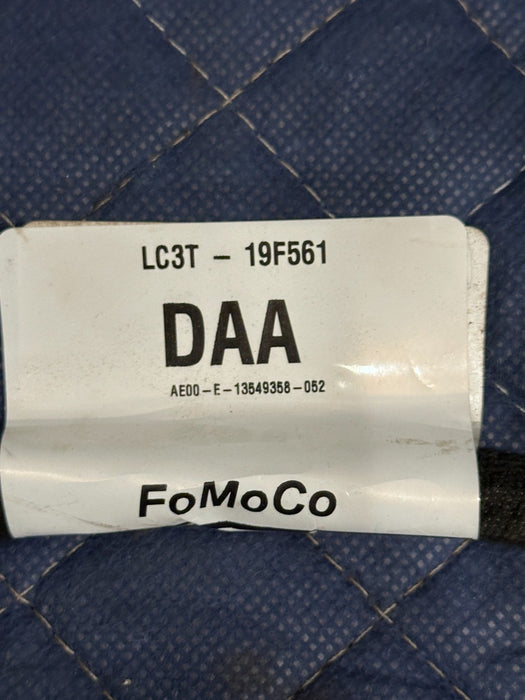 LC3T - 19F561
DAA
AE00-E-13549358-052
FoMoCo